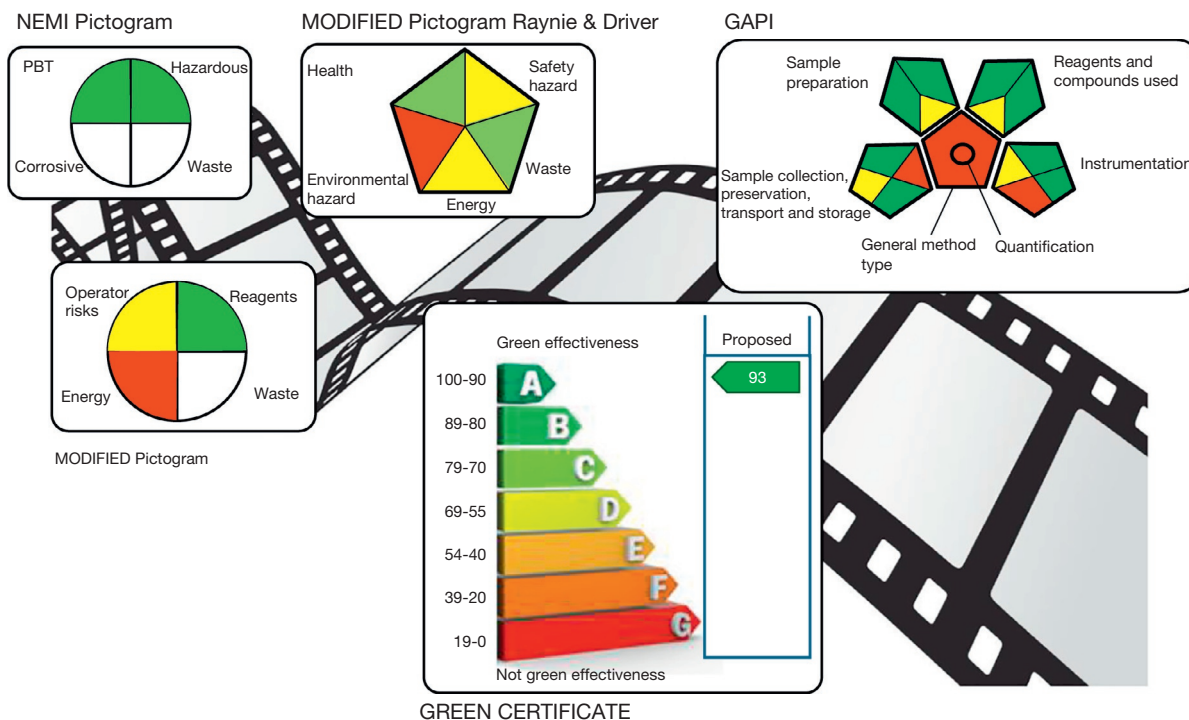 NEMI Pictogram
PBT
Hazardous
Corrosive
Waste
MODIFIED Pictogram Raynie & Driver
Health
Safety
hazard
Waste
Environmental
hazard
Energy
GAPI
Sample
preparation
Reagents and
compounds used
Sample collection,
preservation,
transport and storage
Instrumentation
General method
type
Quantification
Operator
risks
Reagents
Energy
Waste
MODIFIED Pictogram
Green effectiveness
Proposed
100-90
A
93
89-80
B
79-70
C
69-55
D
54-40
E
39-20
F
19-0
G
Not green effectiveness
GREEN CERTIFICATE